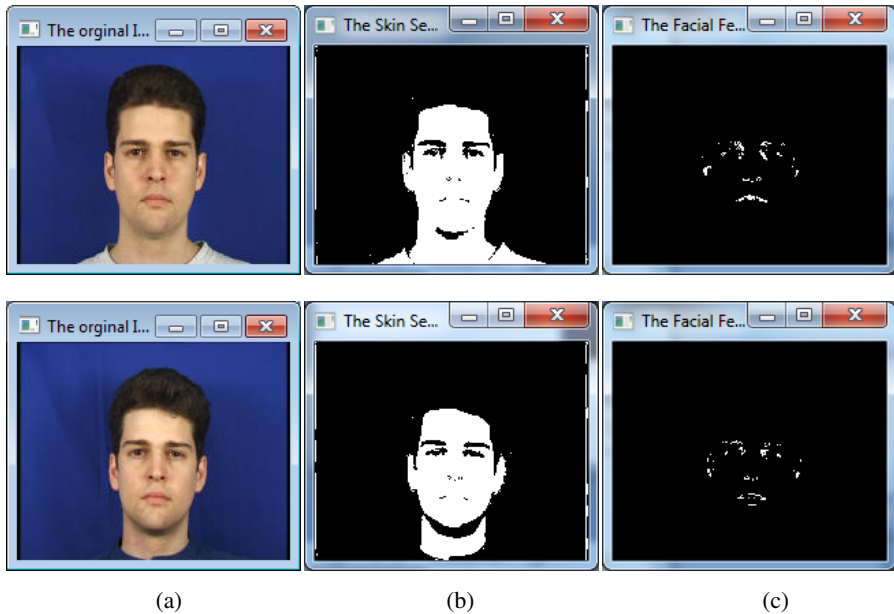 The orginal I...
The Skin Se...
The Facial Fe...
The orginal I...
The Skin Se...
The Facial Fe...
(a)
(b)
(c)